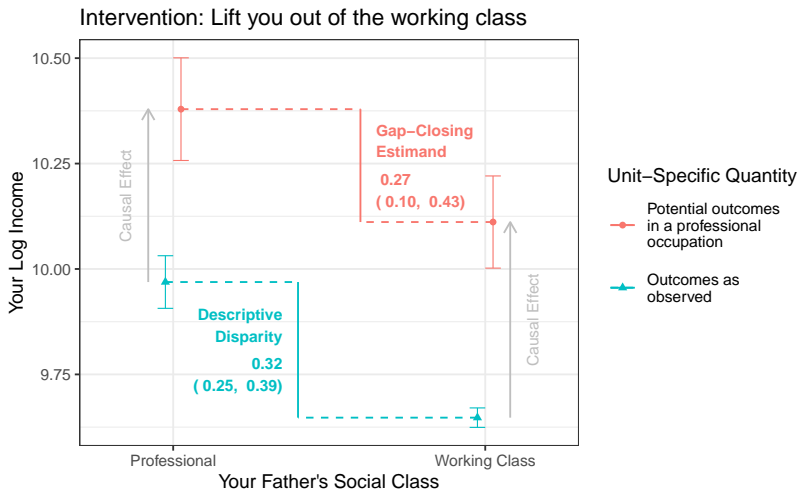 Intervention: Lift you out of the working class
Your Log Income
10.50
10.25
10.00
9.75
Causal Effect
Gap−Closing
Estimand
0.27
( 0.10, 0.43)
Descriptive
Disparity
0.32
( 0.25, 0.39)
Causal Effect
Professional
Working Class
Your Father's Social Class
Unit−Specific Quantity
Potential outcomes
in a professional
occupation
Outcomes as
observed